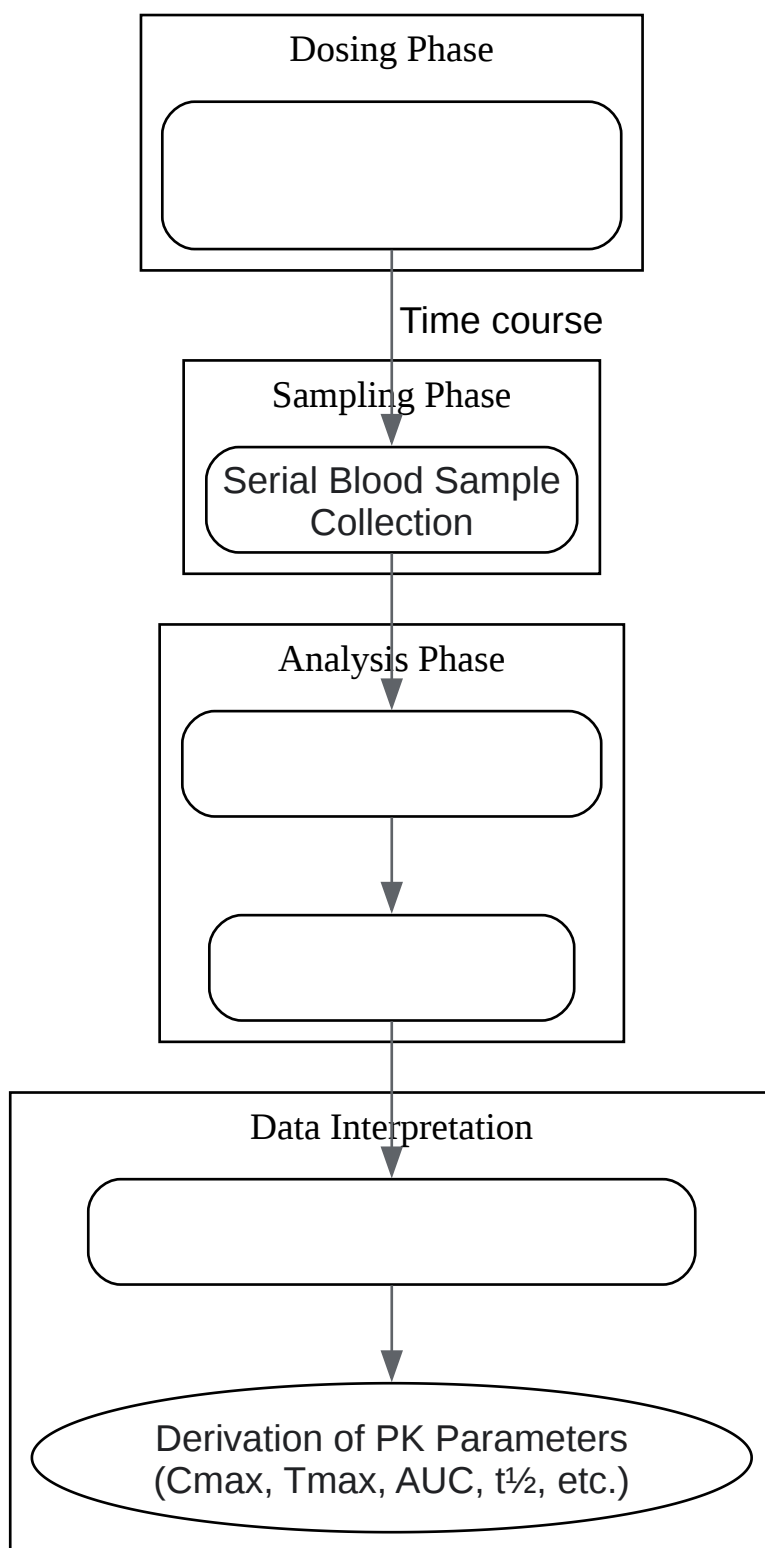 Dosing Phase
Time course
Sampling Phase
Serial Blood Sample
Collection
Analysis Phase
Data Interpretation
Derivation of PK Parameters
(Cmax, Tmax, AUC, t½, etc.)